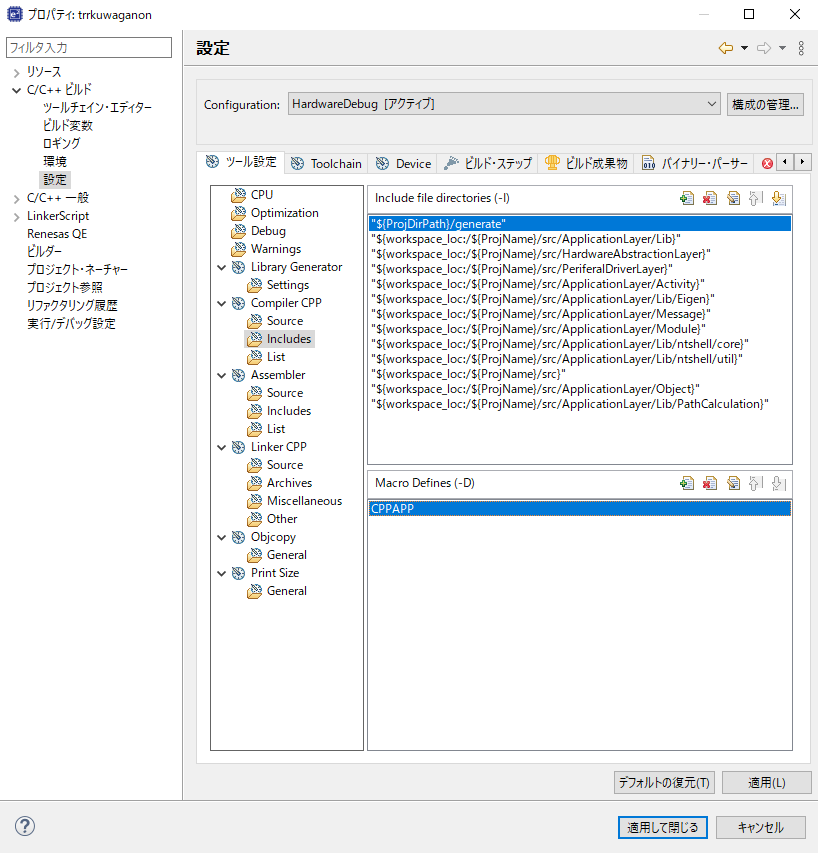 プロパティ: trrkuwaganon
フィルタ入力
設定
リソース
C/C++ ビルド
ツールチェイン・エディター
ビルド変数
ロギング
環境
設定
C/C++ 一般
LinkerScript
Renesas QE
ビルダー
プロジェクト・ネーチャー
プロジェクト参照
リファクタリング履歴
実行/デバッグ設定
Configuration: HardwareDebug [アクティブ] 構成の管理...
ツール設定 Toolchain Device ビルド・ステップ ビルド成果物 バイナリー・パーサー
CPU
Optimization
Debug
Warnings
Library Generator
Settings
Compiler CPP
Source
Includes
List
Assembler
Source
Includes
List
Linker CPP
Source
Archives
Miscellaneous
Other
Objcopy
General
Print Size
General
Include file directories (-I)
"${ProjDirPath}/generate"
"${workspace_loc:/${ProjName}/src/ApplicationLayer/Lib}"
"${workspace_loc:/${ProjName}/src/HardwareAbstractionLayer}"
"${workspace_loc:/${ProjName}/src/PeriferalDriverLayer}"
"${workspace_loc:/${ProjName}/src/ApplicationLayer/Activity}"
"${workspace_loc:/${ProjName}/src/ApplicationLayer/Lib/Eigen}"
"${workspace_loc:/${ProjName}/src/ApplicationLayer/Message}"
"${workspace_loc:/${ProjName}/src/ApplicationLayer/Module}"
"${workspace_loc:/${ProjName}/src/ApplicationLayer/Lib/ntshell/core}"
"${workspace_loc:/${ProjName}/src/ApplicationLayer/Lib/ntshell/util}"
"${workspace_loc:/${ProjName}/src}"
"${workspace_loc:/${ProjName}/src/ApplicationLayer/Object}"
"${workspace_loc:/${ProjName}/src/ApplicationLayer/Lib/PathCalculation}"
Macro Defines (-D)
CPPAPP
デフォルトの復元(T) 適用(L)
適用して閉じる キャンセル